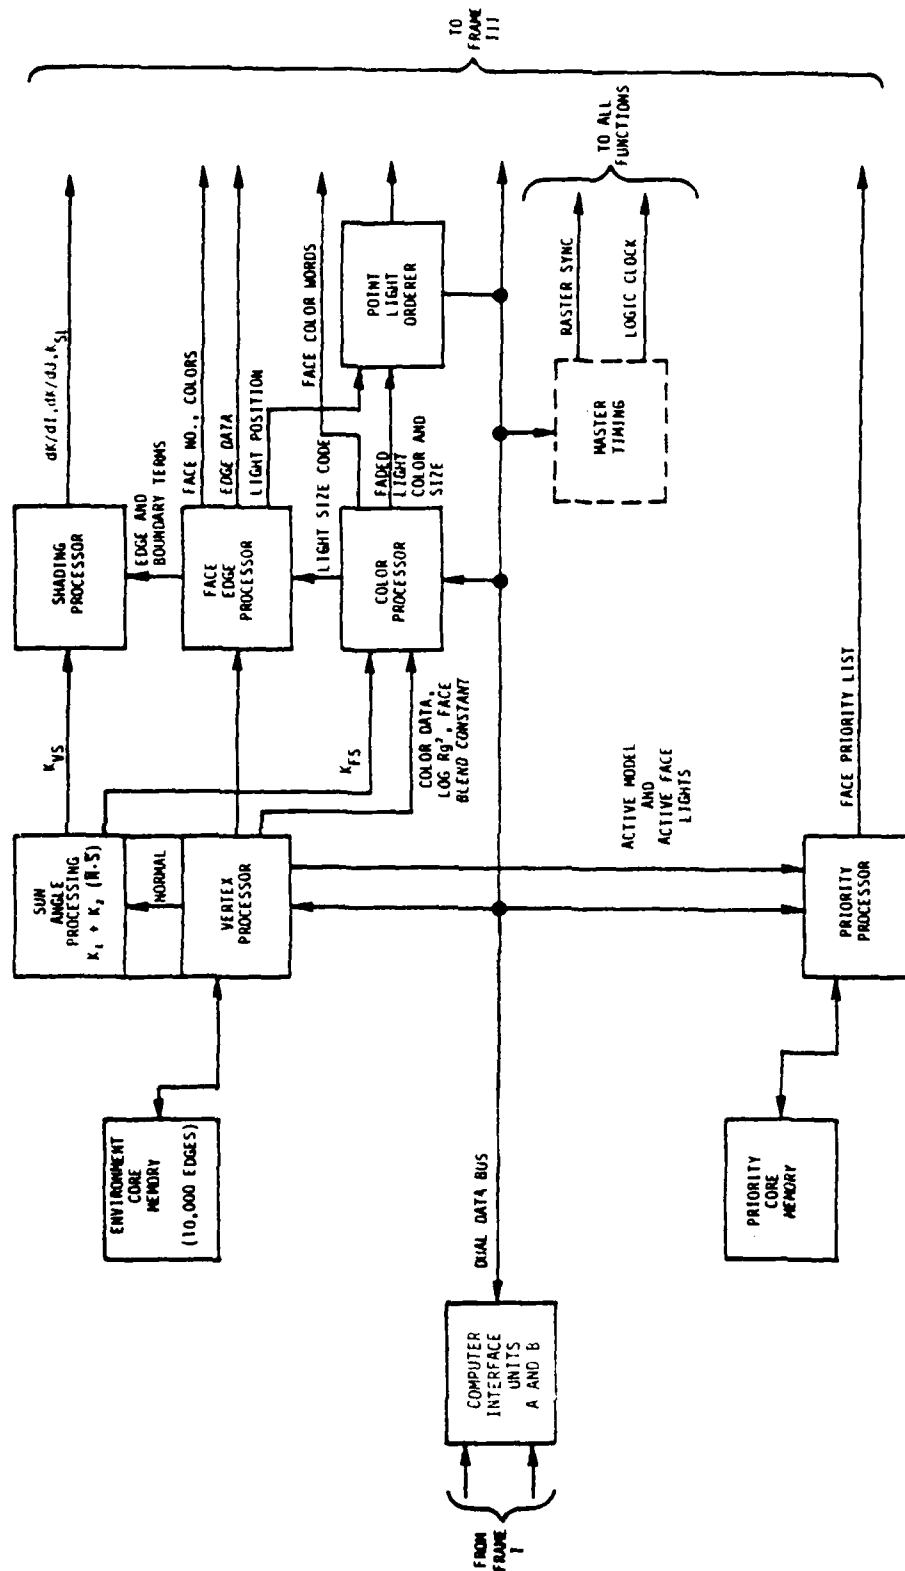 FROM
FRAME
I
COMPUTER
INTERFACE
UNITS
A AND B
DUAL DATA BUS
ENVIRONMENT
CORE
MEMORY
(10,000 EDGES)
PRIORITY
CORE
MEMORY
SUN
ANGLE
PROCESSING
K₁ + K₂ (N̄·S̄)
NORMAL
VERTEX
PROCESSOR
PRIORITY
PROCESSOR
ACTIVE MODEL
AND
ACTIVE FACE
LIGHTS
K_VS
K_FS
COLOR DATA,
LOG Rg², FACE
BLEND CONSTANT
SHADING
PROCESSOR
EDGE AND
BOUNDARY TERMS
FACE
EDGE
PROCESSOR
LIGHT SIZE CODE
COLOR
PROCESSOR
dK/dI, dK/dJ, K_SL
FACE NO., COLORS
EDGE DATA
LIGHT POSITION
FACE COLOR WORDS
FADED
LIGHT
COLOR AND
SIZE
POINT
LIGHT
ORDERER
MASTER
TIMING
RASTER SYNC
LOGIC CLOCK
TO ALL
FUNCTIONS
FACE PRIORITY LIST
TO
FRAME
III